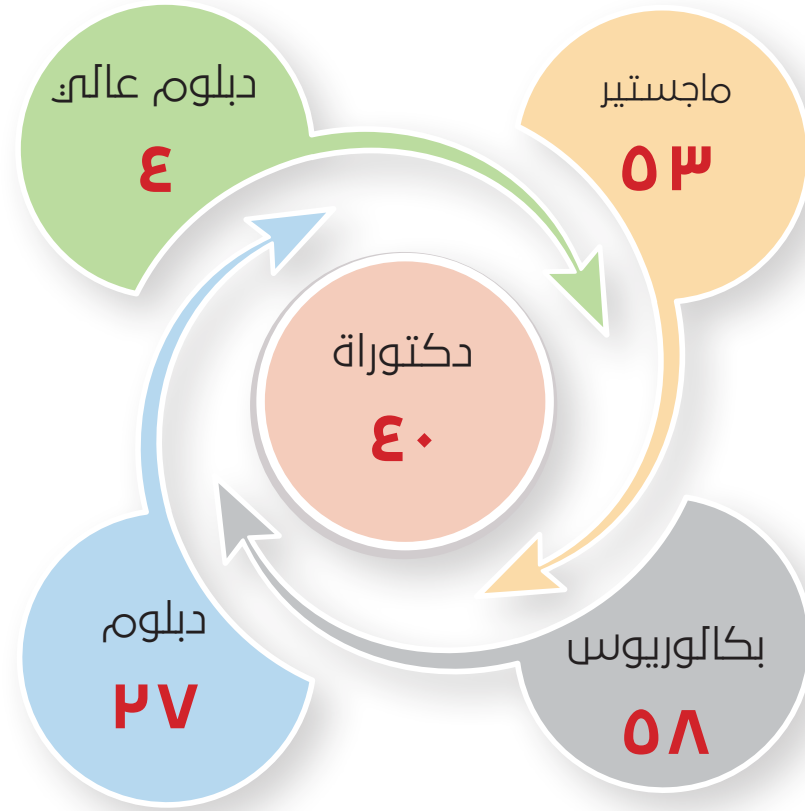 ماجستير
٥٣
دبلوم عالي
٤
دكتوراة
٤٠
بكالوريوس
٥٨
دبلوم
٢٧